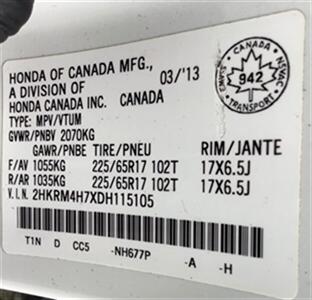 HONDA OF CANADA MFG., 03/'13
A DIVISION OF
HONDA CANADA INC. CANADA
TYPE: MPV/VTUM
GVWR/PNBV 2070KG
GAWR/PNBE TIRE/PNEU RIM/JANTE
F/AV 1055KG 225/65R17 102T 17X6.5J
R/AR 1035KG 225/65R17 102T 17X6.5J
V.I.N. 2HKRM4H7XDH115105
T1N D CC5 -NH677P -A -H
CANADA
NSVAC
942
TRANSPORT